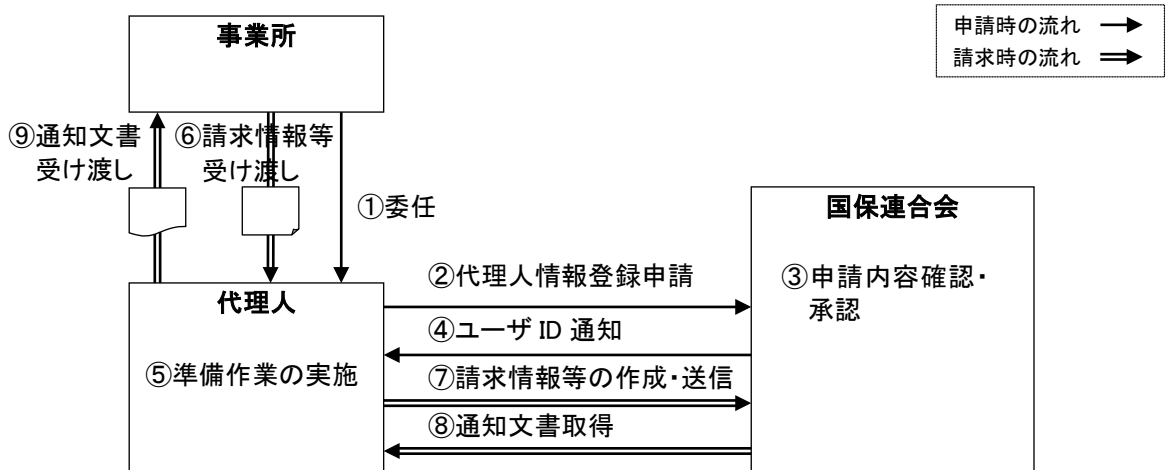 事業所
申請時の流れ
請求時の流れ
⑨通知文書
受け渡し
⑥請求情報等
受け渡し
①委任
国保連合会
③申請内容確認・
承認
代理人
⑤準備作業の実施
②代理人情報登録申請
④ユーザ ID 通知
⑦請求情報等の作成・送信
⑧通知文書取得